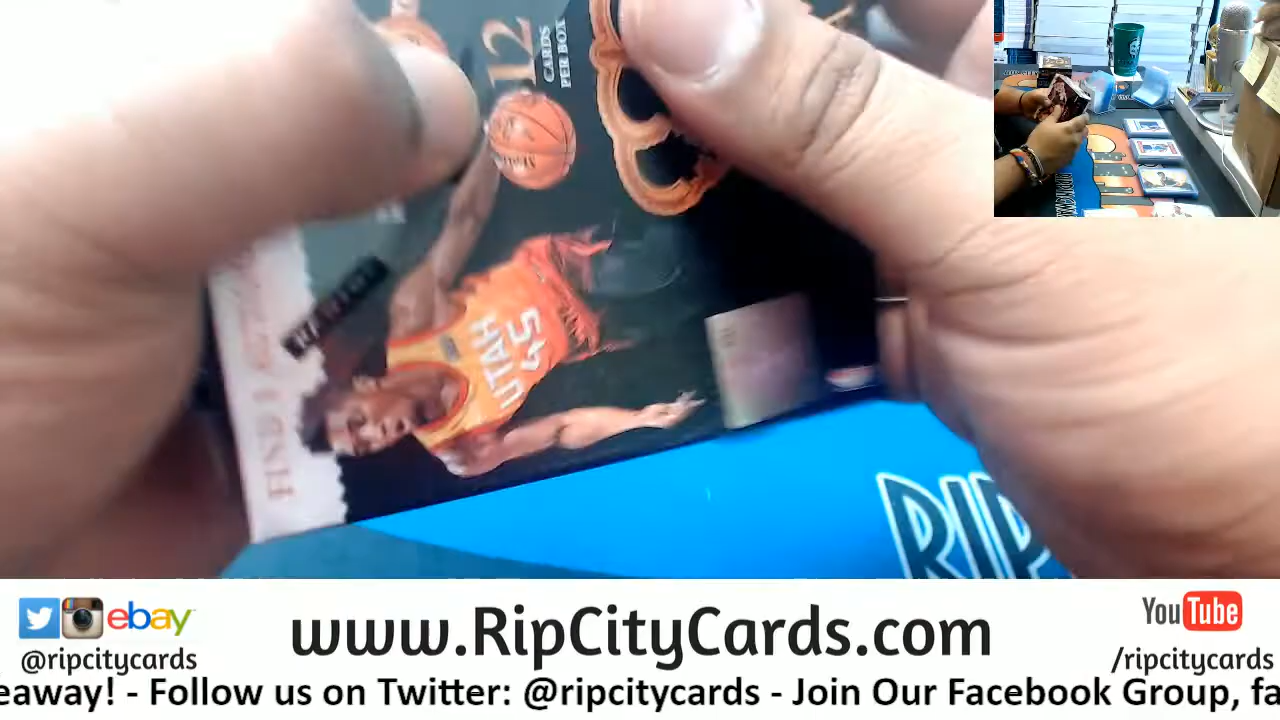 12
CARDS
PER BOX
UTAH
45
RIP
ebay
www.RipCityCards.com
YouTube
@ripcitycards
/ripcitycards
eaway! - Follow us on Twitter: @ripcitycards - Join Our Facebook Group, fa